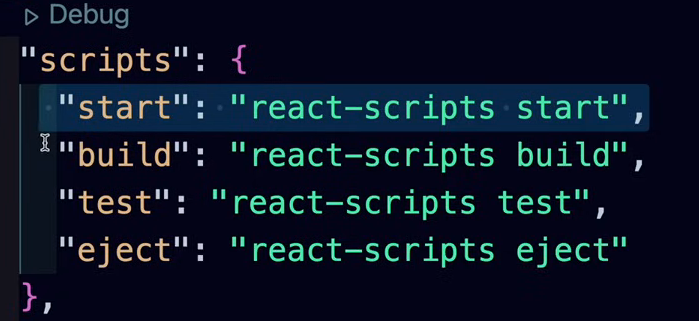 Debug
"scripts": {
"start": "react-scripts start",
"build": "react-scripts build",
"test": "react-scripts test",
"eject": "react-scripts eject"
},